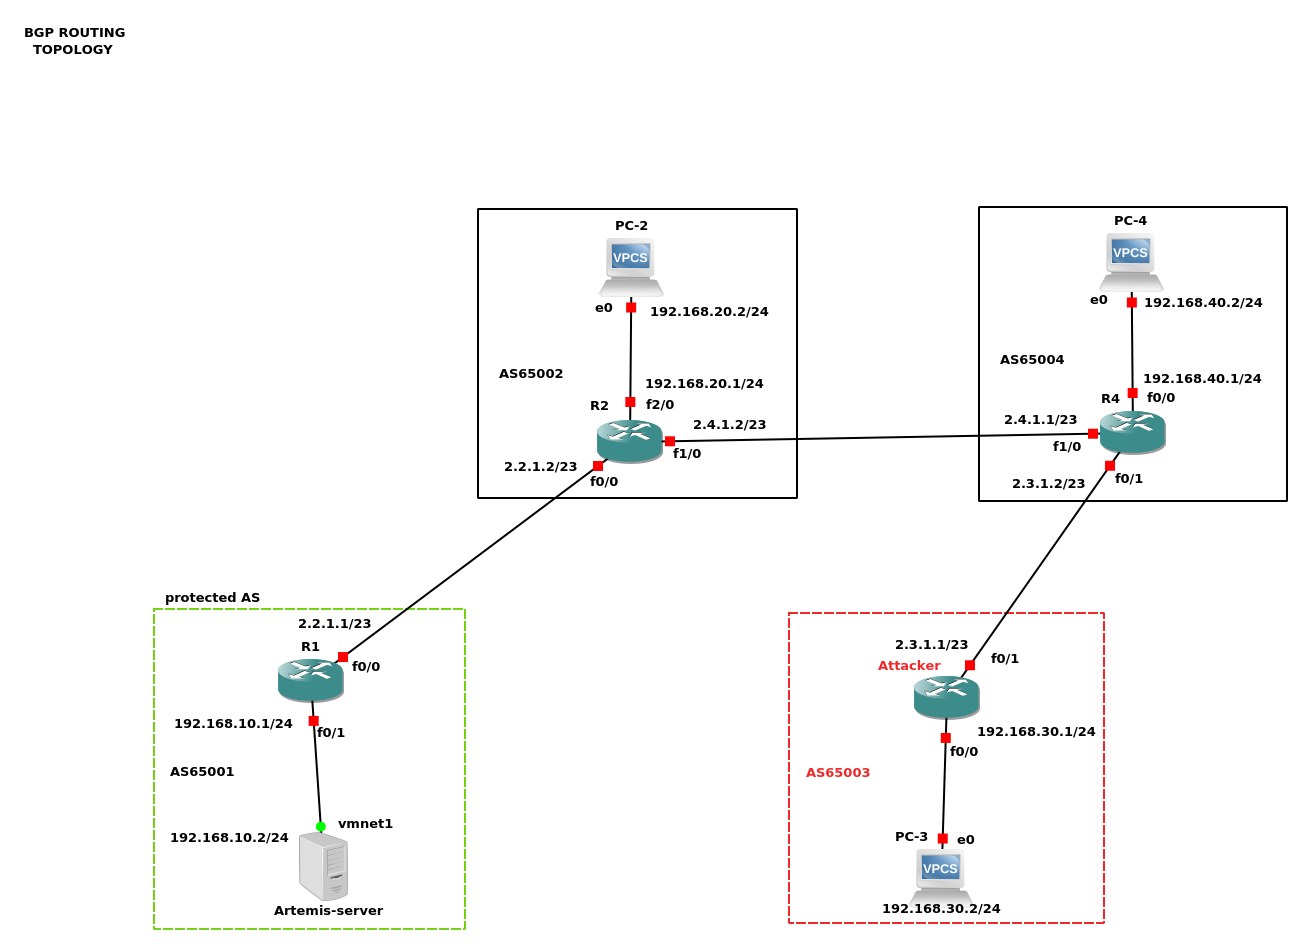 BGP ROUTING
TOPOLOGY
PC-2
VPCS
e0
192.168.20.2/24
AS65002
192.168.20.1/24
R2
f2/0
2.4.1.2/23
f1/0
2.2.1.2/23
f0/0
PC-4
VPCS
e0
192.168.40.2/24
AS65004
192.168.40.1/24
R4
f0/0
2.4.1.1/23
f1/0
2.3.1.2/23
f0/1
protected AS
2.2.1.1/23
R1
f0/0
192.168.10.1/24
f0/1
AS65001
vmnet1
192.168.10.2/24
Artemis-server
2.3.1.1/23
f0/1
Attacker
192.168.30.1/24
f0/0
AS65003
PC-3
e0
VPCS
192.168.30.2/24